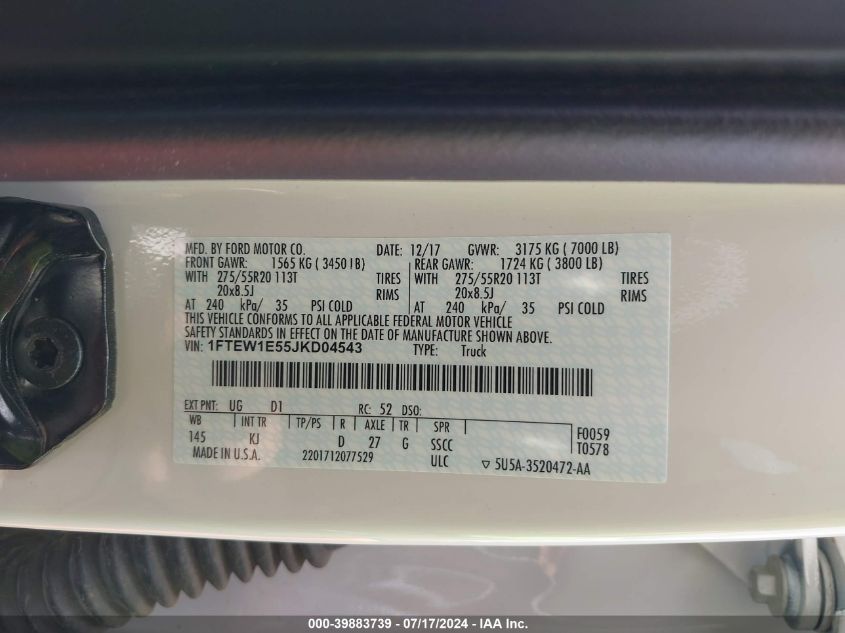 MFD. BY FORD MOTOR CO. DATE: 12/17 GVWR: 3175 KG ( 7000 LB)
FRONT GAWR: 1565 KG ( 3450 LB) REAR GAWR: 1724 KG ( 3800 LB)
WITH 275/55R20 113T TIRES WITH 275/55R20 113T TIRES
20x8.5J RIMS 20x8.5J RIMS
AT 240 kPa/ 35 PSI COLD AT 240 kPa/ 35 PSI COLD
THIS VEHICLE CONFORMS TO ALL APPLICABLE FEDERAL MOTOR VEHICLE
SAFETY STANDARDS IN EFFECT ON THE DATE OF MANUFACTURE SHOWN ABOVE.
VIN: 1FTEW1E55JKD04543 TYPE: Truck
EXT PNT: UG D1 RC: 52 DSO:
WB INT TR TP/PS R AXLE TR SPR F0059
145 KJ D 27 G SSCC T0578
MADE IN U.S.A. 2201712077529 ULC ▽ 5U5A-3520472-AA
000-39883739 - 07/17/2024 - IAA Inc.